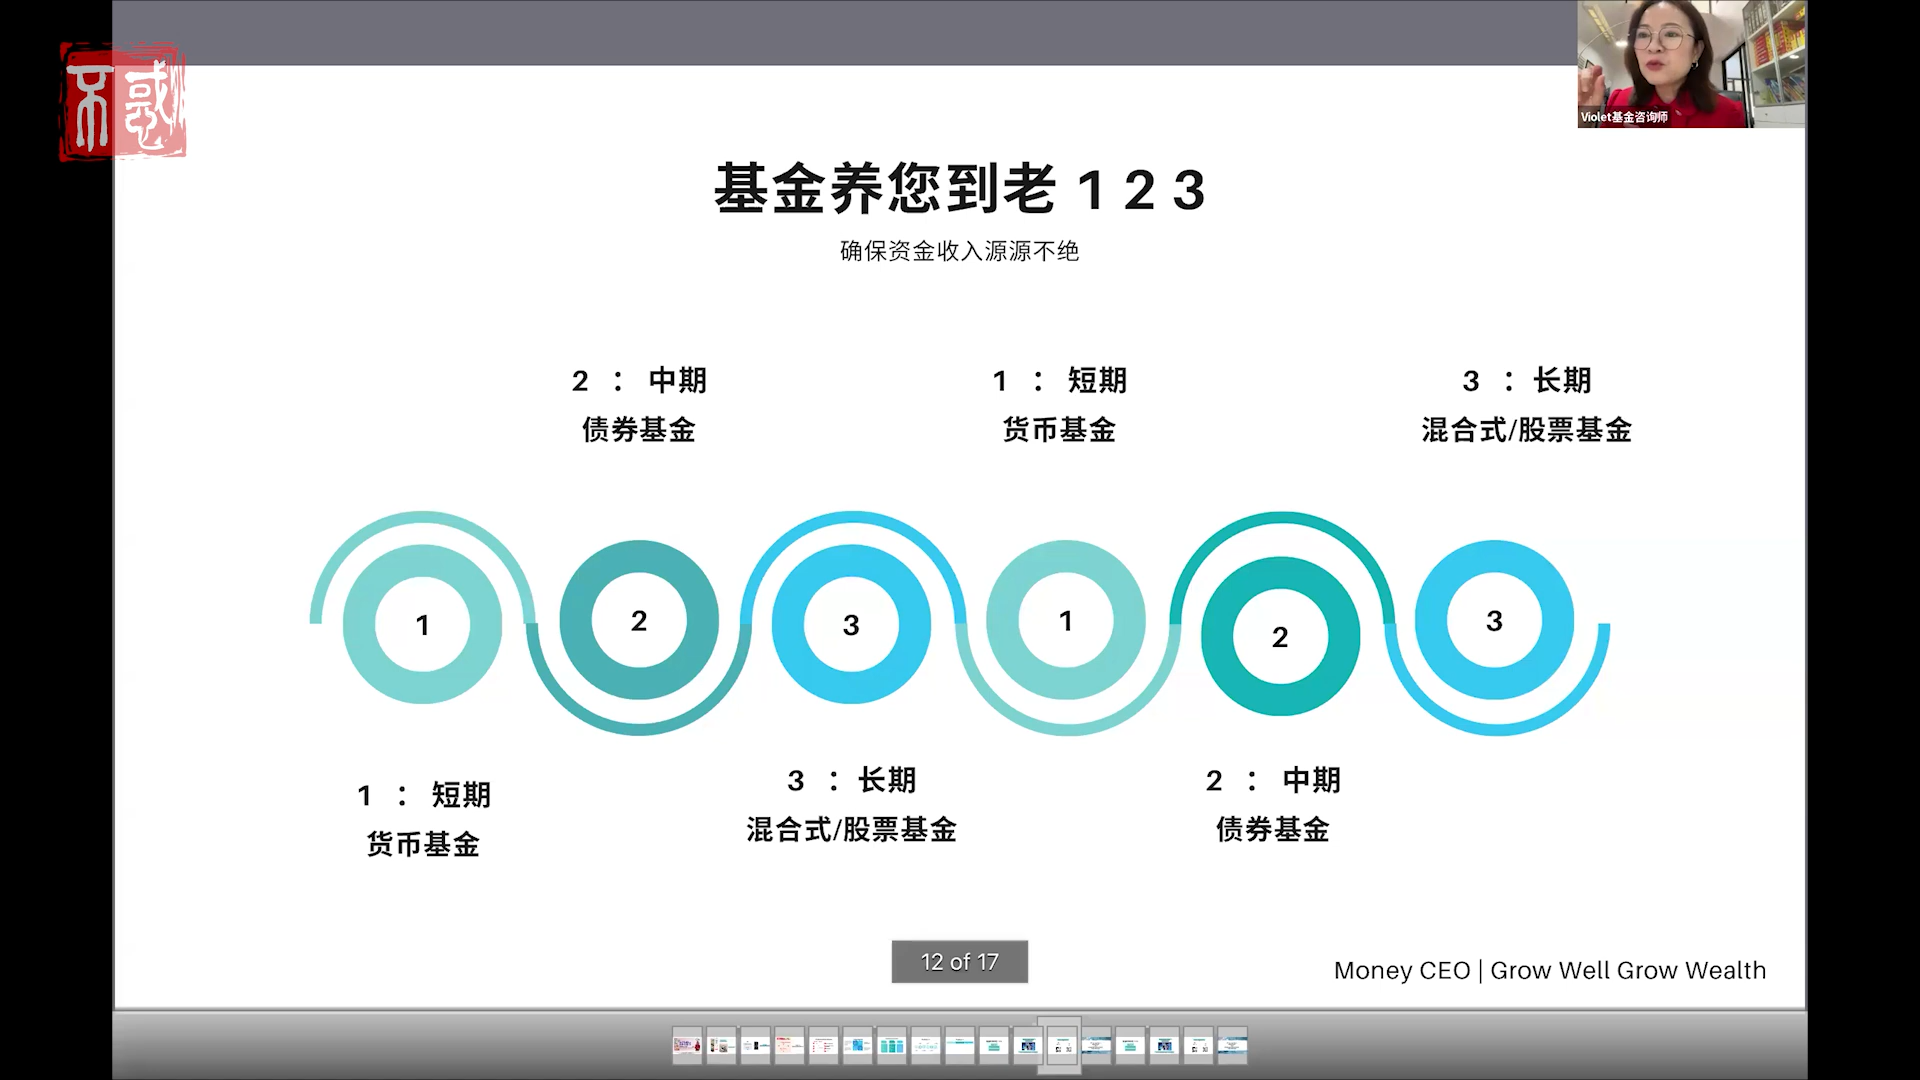 不惑
Violet基金咨询师
基金养您到老 1 2 3
确保资金收入源源不绝
2 : 中期
债券基金
1 : 短期
货币基金
3 : 长期
混合式/股票基金
1
2
3
1
2
3
1 : 短期
货币基金
3 : 长期
混合式/股票基金
2 : 中期
债券基金
12 of 17
Money CEO | Grow Well Grow Wealth